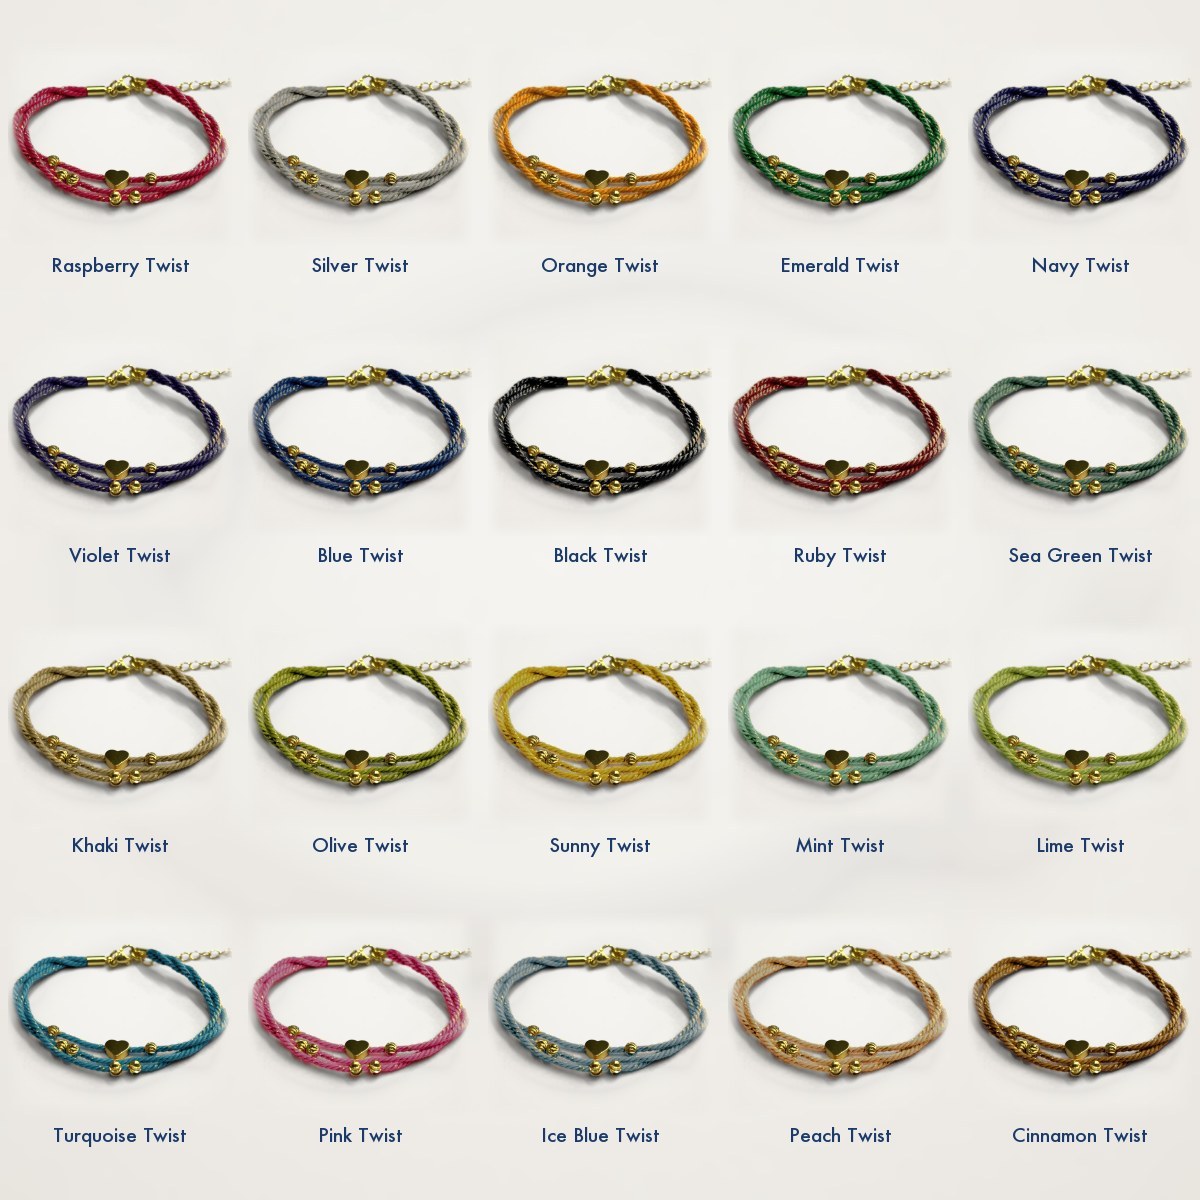 Raspberry Twist
Silver Twist
Orange Twist
Emerald Twist
Navy Twist
Violet Twist
Blue Twist
Black Twist
Ruby Twist
Sea Green Twist
Khaki Twist
Olive Twist
Sunny Twist
Mint Twist
Lime Twist
Turquoise Twist
Pink Twist
Ice Blue Twist
Peach Twist
Cinnamon Twist